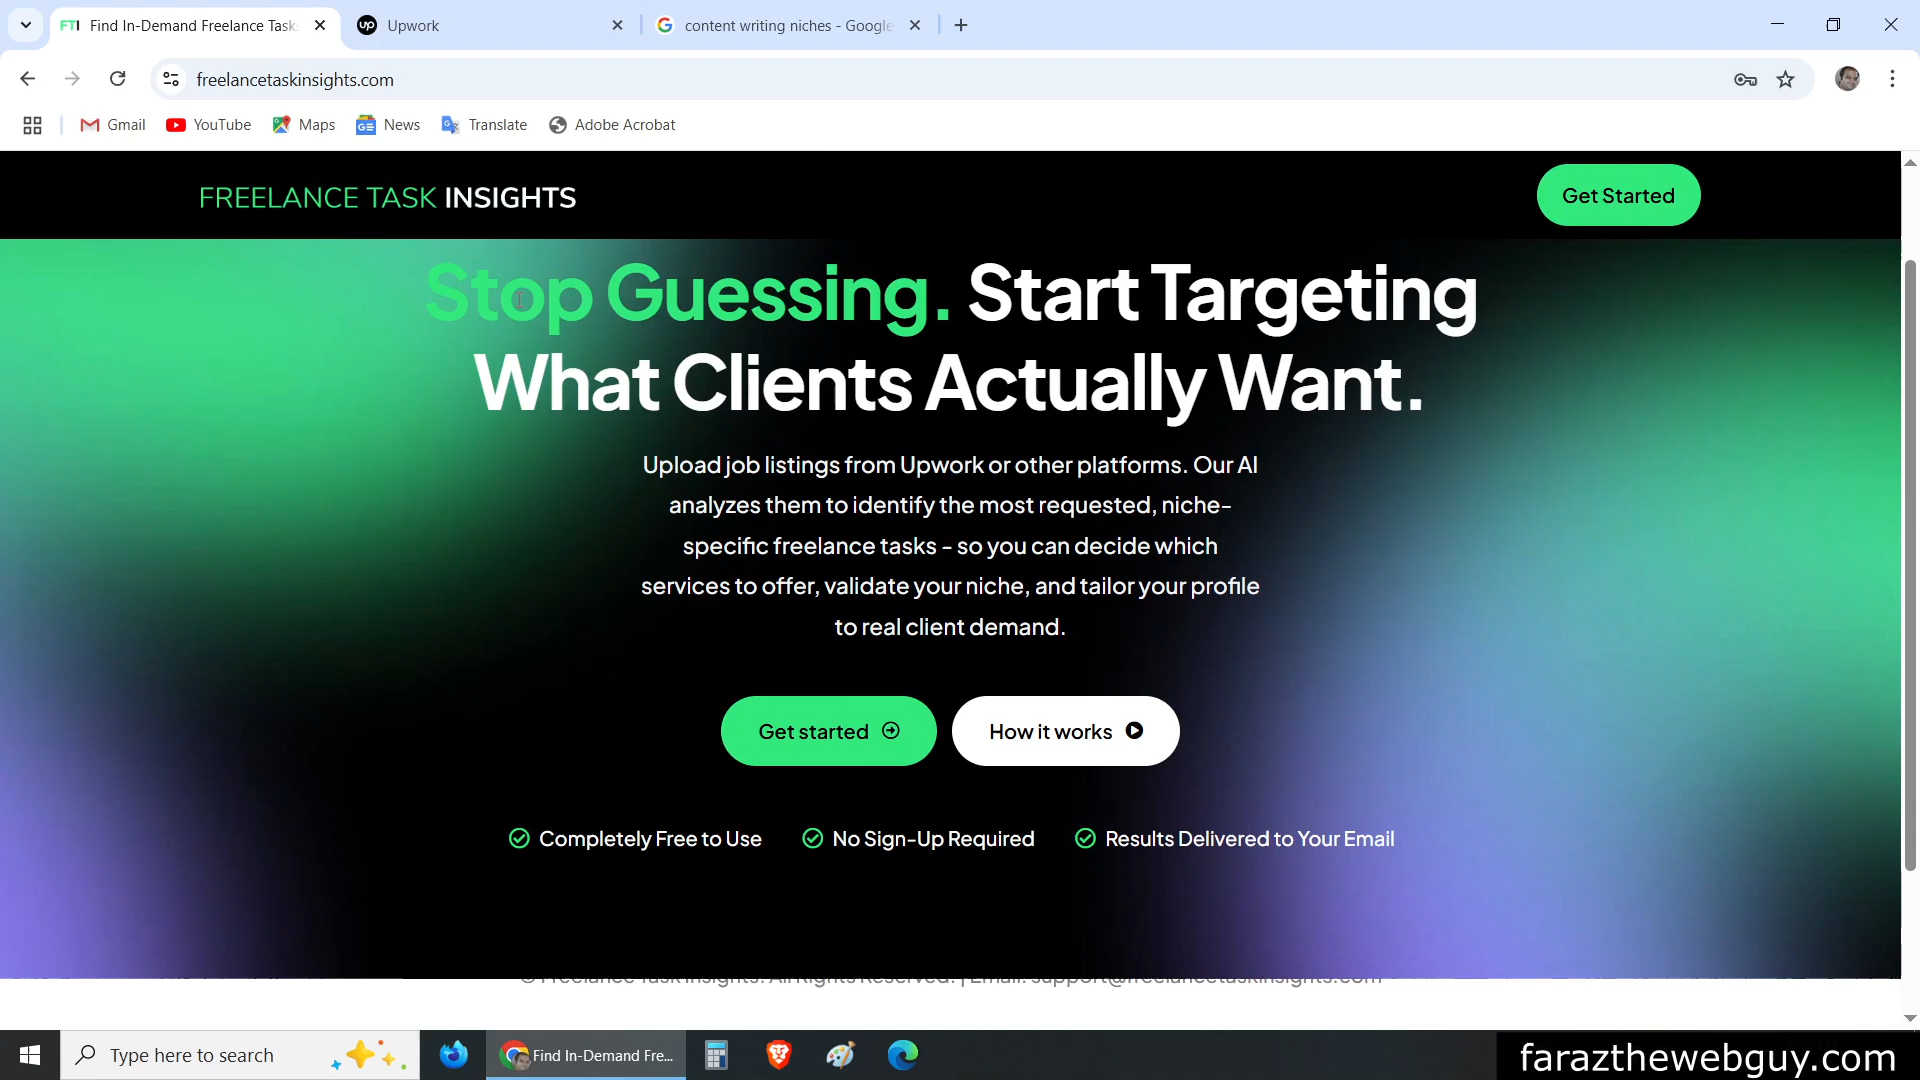 Find In-Demand Freelance Tasks
Upwork
content writing niches - Google
freelancetaskinsights.com
Gmail
YouTube
Maps
News
Translate
Adobe Acrobat
FREELANCE TASK INSIGHTS
Get Started
Stop Guessing. Start Targeting
What Clients Actually Want.
Upload job listings from Upwork or other platforms. Our AI
analyzes them to identify the most requested, niche-
specific freelance tasks - so you can decide which
services to offer, validate your niche, and tailor your profile
to real client demand.
Get started
How it works
Completely Free to Use
No Sign-Up Required
Results Delivered to Your Email
© Freelance Task Insights. All Rights Reserved. | Email: support@freelancetaskinsights.com
Type here to search
Find In-Demand Fre...
farazthewebguy.com